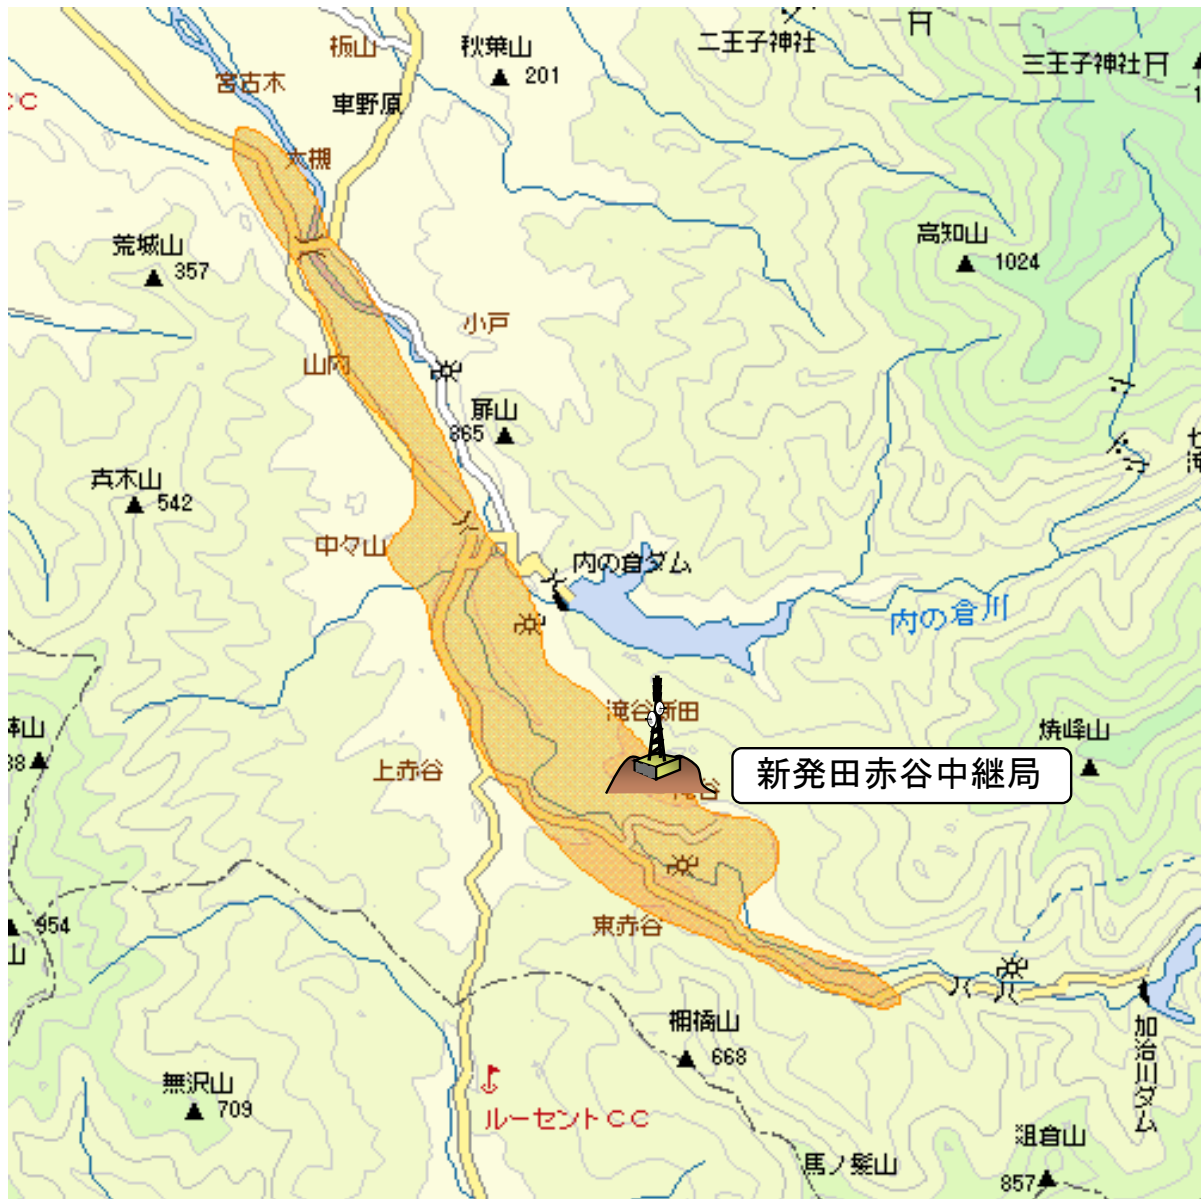 板山
秋葉山
201
二王子神社
三王子神社
宮古木
CC
車野原
大槻
荒城山
357
高知山
1024
小戸
山内
扉山
865
真木山
542
中々山
内の倉ダム
内の倉川
滝谷新田
焼峰山
上赤谷
新発田赤谷中継局
滝谷
954
山
東赤谷
棚橋山
668
加治川ダム
無沢山
709
ルーセントCC
沮倉山
857
馬ノ髪山